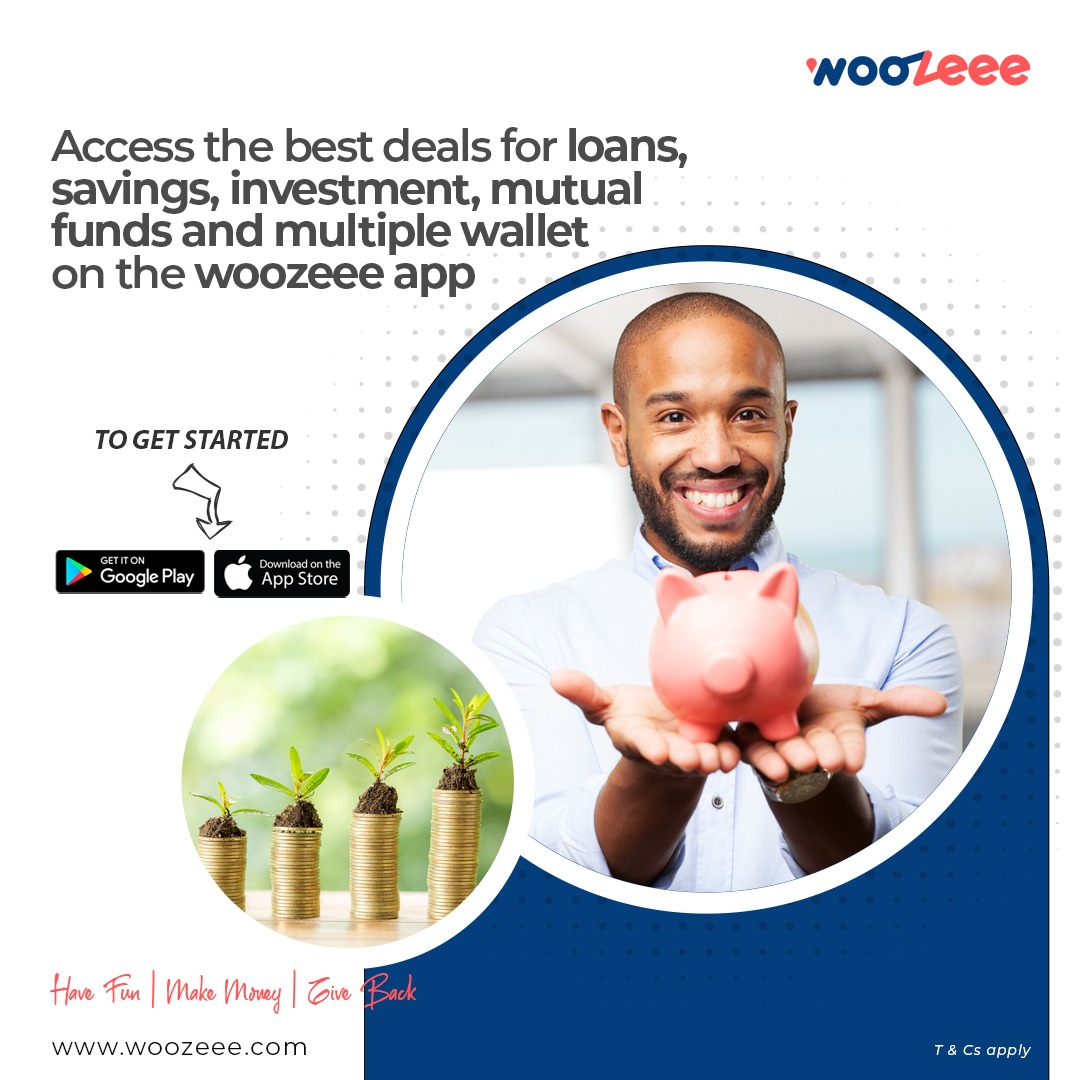 woozeee
Access the best deals for loans,
savings, investment, mutual
funds and multiple wallet
on the woozeee app
TO GET STARTED
GET IT ON
Google Play
Download on the
App Store
Have Fun | Make Money | Give Back
www.woozeee.com
T & Cs apply